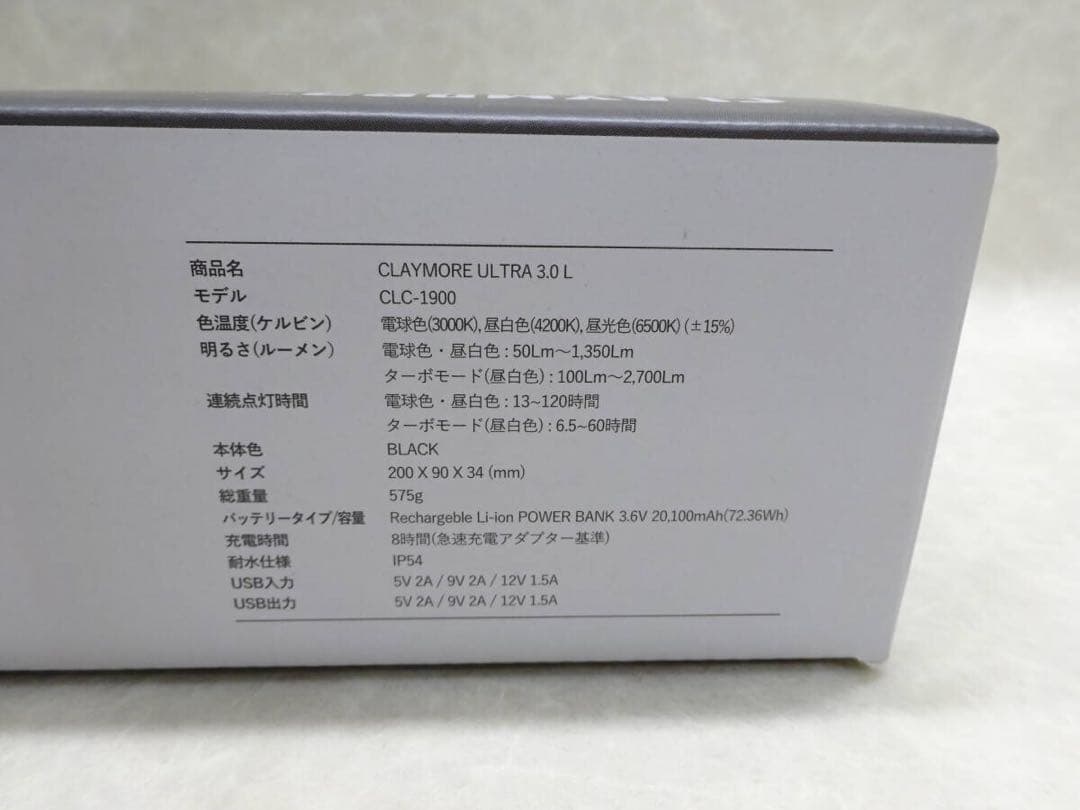 商品名 CLAYMORE ULTRA 3.0 L
モデル CLC-1900
色温度(ケルビン) 電球色(3000K), 昼白色(4200K), 昼光色(6500K) (±15%)
明るさ(ルーメン) 電球色・昼白色 : 50Lm〜1,350Lm
ターボモード(昼白色) : 100Lm〜2,700Lm
連続点灯時間 電球色・昼白色 : 13~120時間
ターボモード(昼白色) : 6.5~60時間
本体色 BLACK
サイズ 200 X 90 X 34 (mm)
総重量 575g
バッテリータイプ/容量 Rechargeble Li-ion POWER BANK 3.6V 20,100mAh(72.36Wh)
充電時間 8時間(急速充電アダプター基準)
耐水仕様 IP54
USB入力 5V 2A / 9V 2A / 12V 1.5A
USB出力 5V 2A / 9V 2A / 12V 1.5A